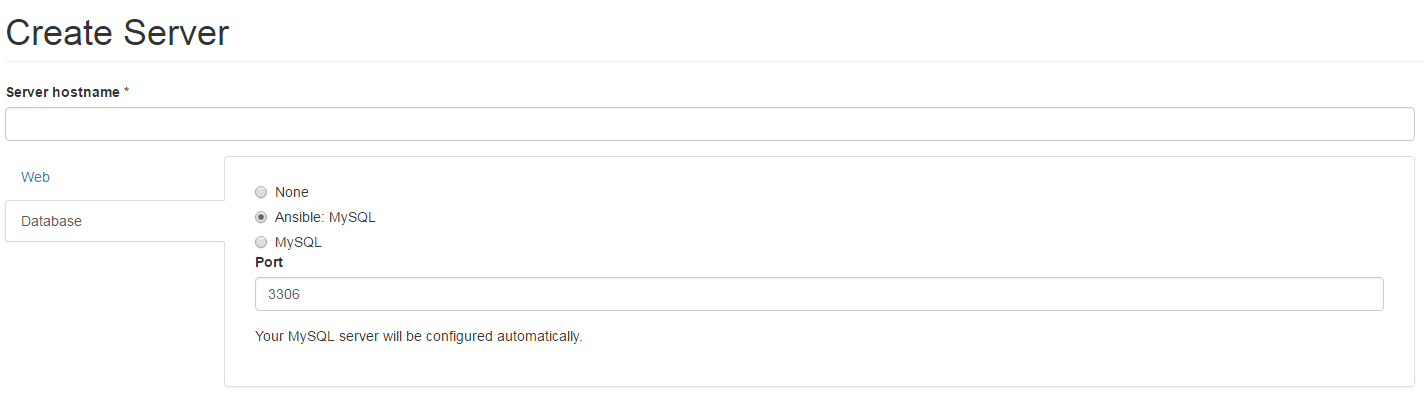 Create Server
Server hostname *
Web
Database
None
Ansible: MySQL
MySQL
Port
3306
Your MySQL server will be configured automatically.